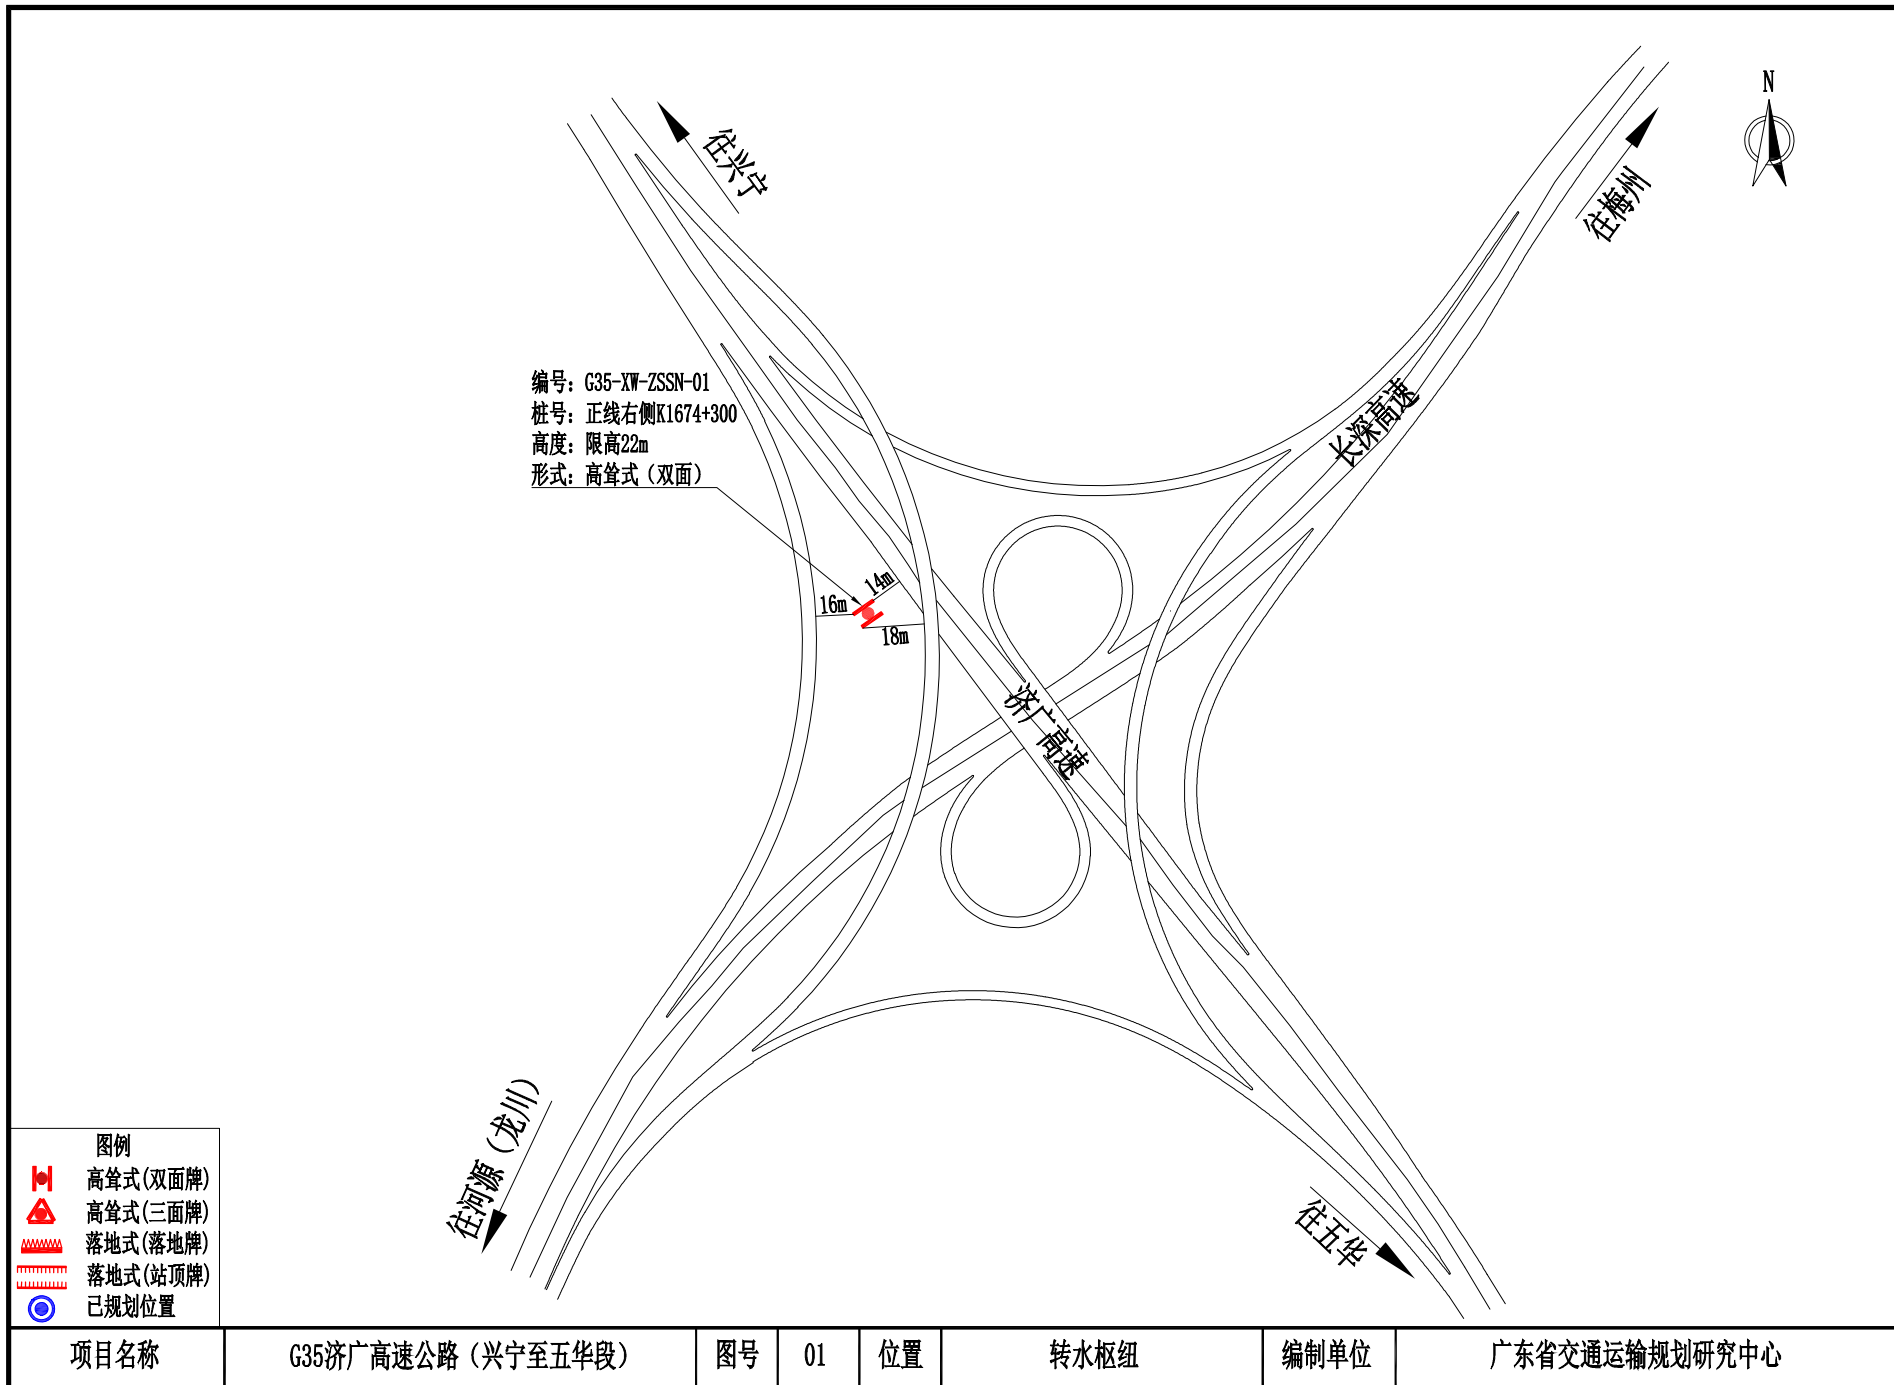 N
往兴宁
往梅州
编号：G35-XW-ZSSN-01
桩号：正线右侧K1674+300
高度：限高22m
形式：高耸式（双面）
长深高速
14m
16m
18m
济广高速
往河源（龙川）
往五华
图例
高耸式(双面牌)
高耸式(三面牌)
落地式(落地牌)
落地式(站顶牌)
已规划位置
项目名称 G35济广高速公路（兴宁至五华段） 图号 01 位置 转水枢纽 编制单位 广东省交通运输规划研究中心